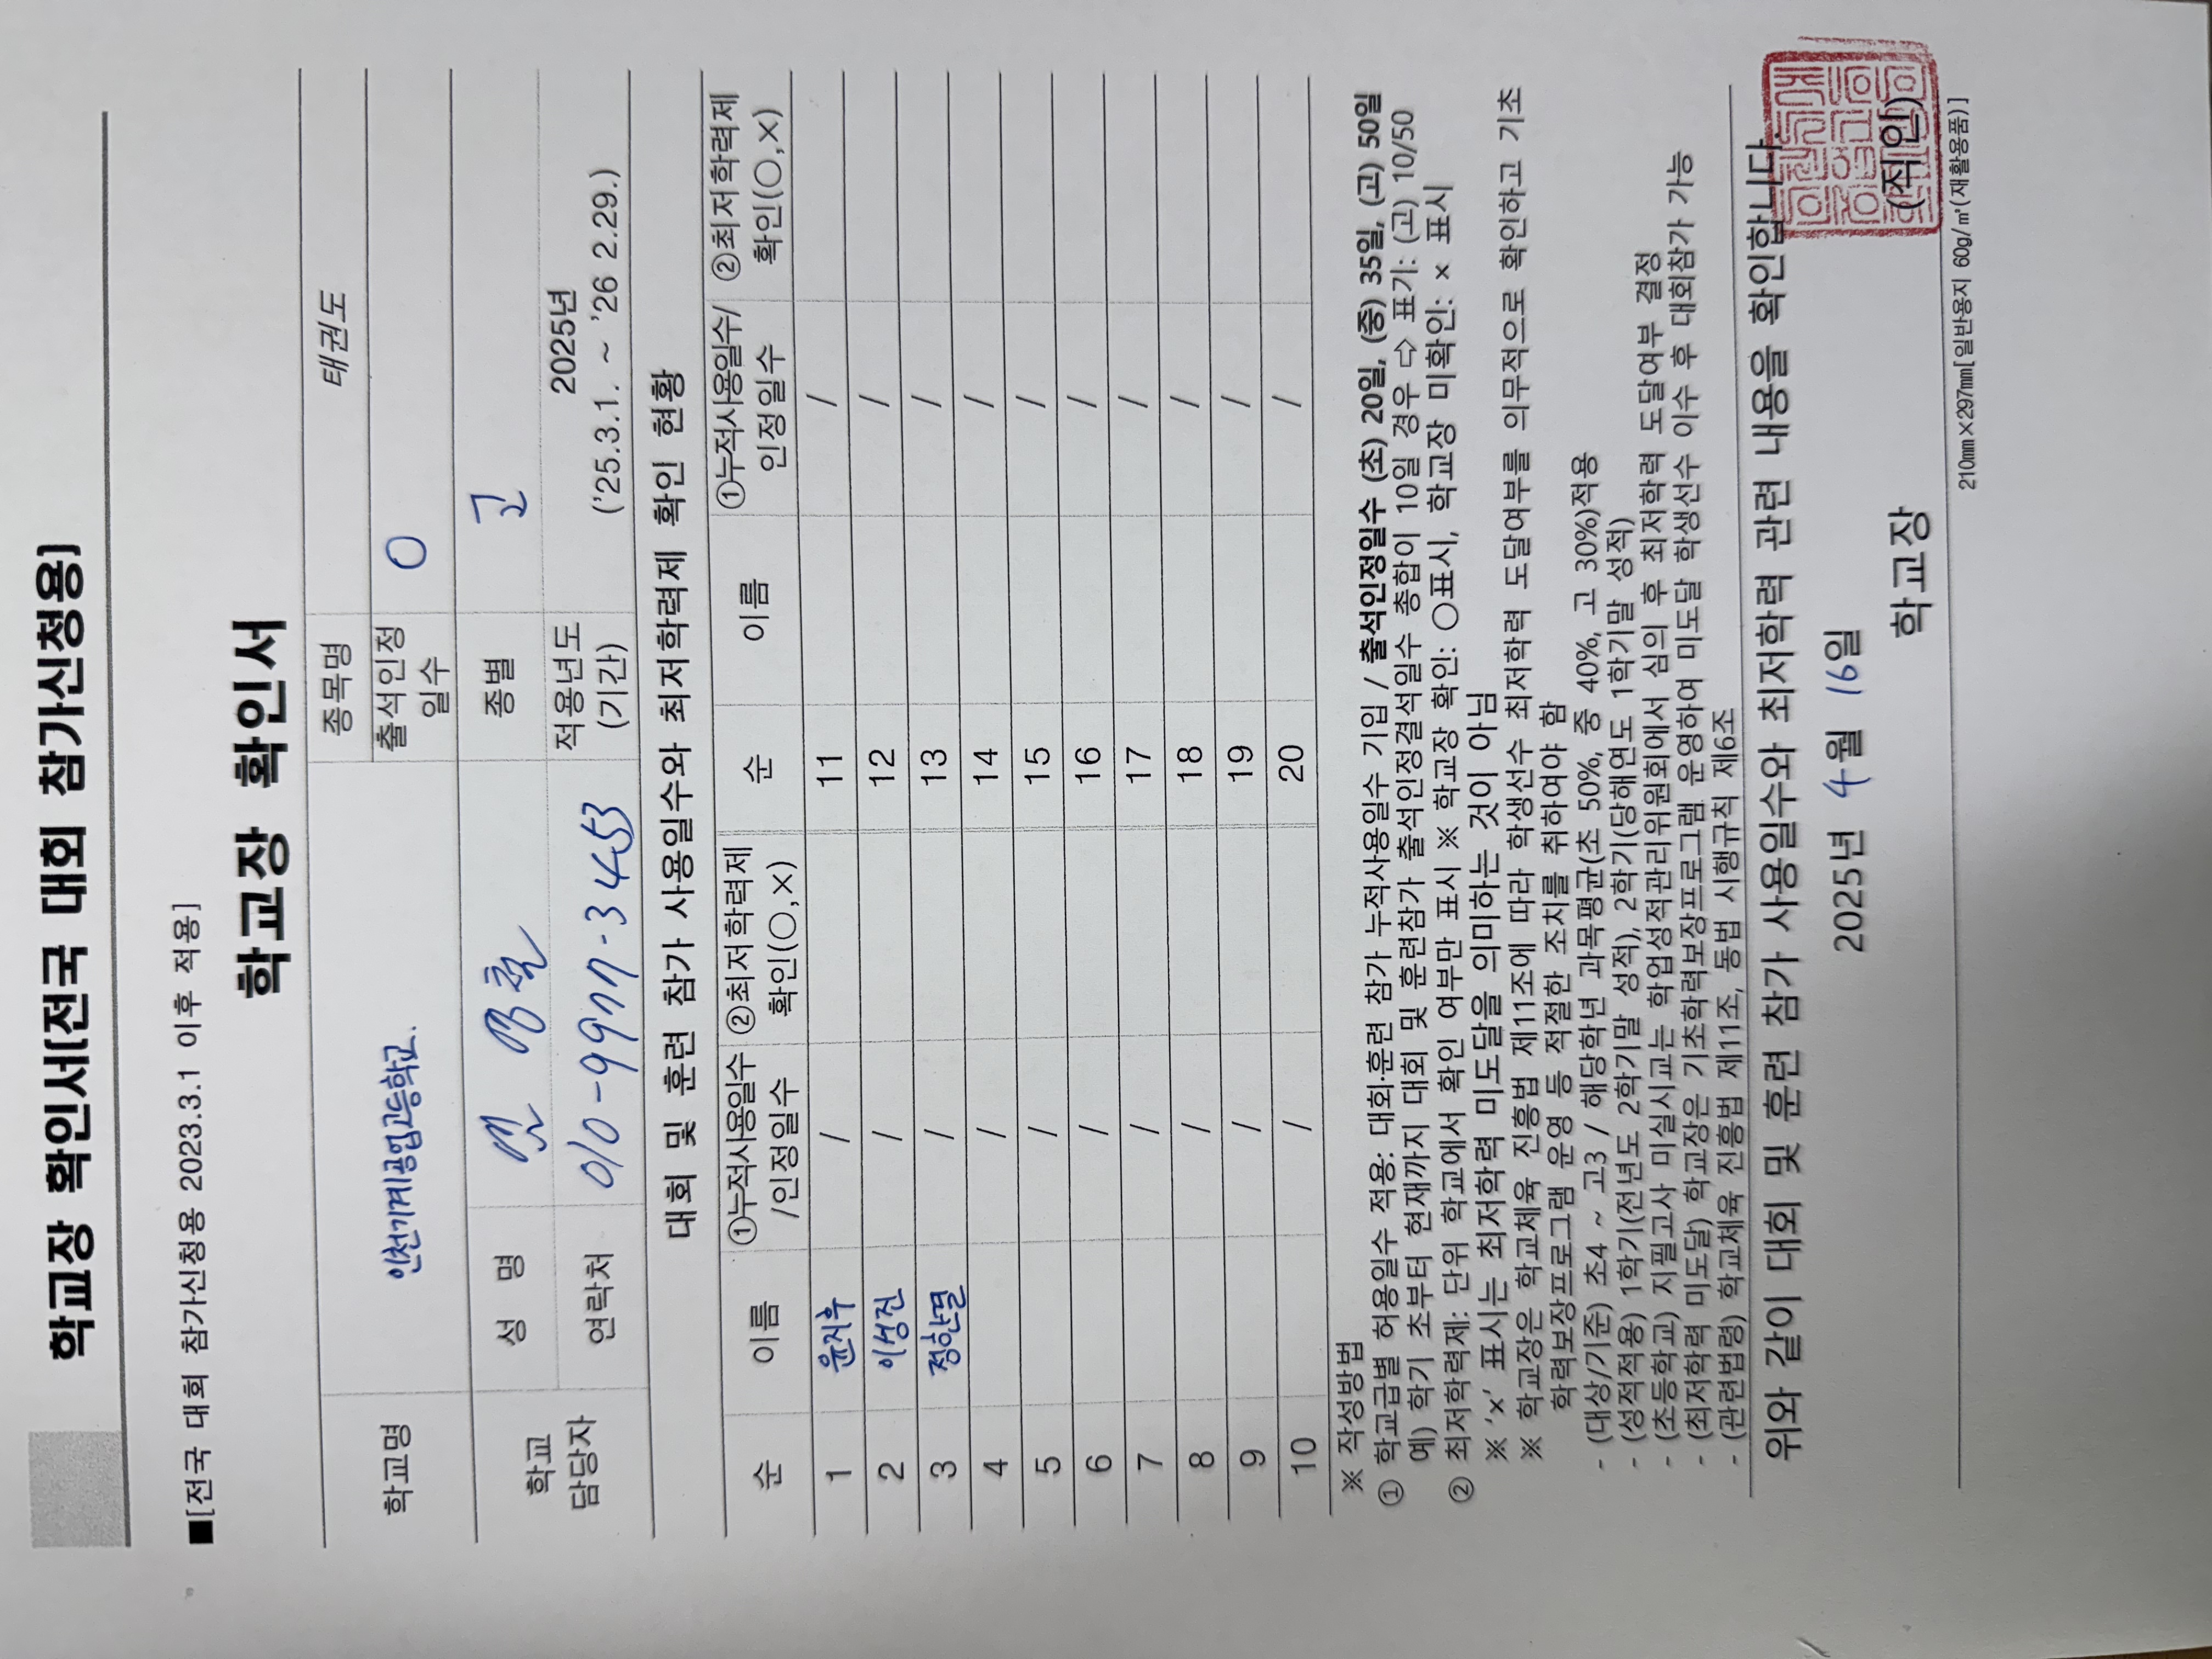 학교장 확인서[전국 대회 참가신청용]
■[전국 대회 참가신청용 2023.3.1 이후 적용]
학교장 확인서
학교명 인천기계공업고등학교. 종목명 태권도
출석인정 일수 0
학교 담당자 성 명 종별 고
연락처 010-9977-3453 적용년도 (기간) 2025년 ('25.3.1. ~ '26 2.29.)
대회 및 훈련 참가 사용일수와 최저학력제 확인 현황
순 이름 ①누적사용일수 /인정일수 ②최저학력제 확인(○,×) 순 이름 ①누적사용일수/ 인정일수 ②최저학력제 확인(○,×)
1 윤지후 / 11 /
2 이성진 / 12 /
3 정한결 / 13 /
4 / 14 /
5 / 15 /
6 / 16 /
7 / 17 /
8 / 18 /
9 / 19 /
10 / 20 /
※ 작성방법
① 학교급별 허용일수 적용: 대회·훈련 참가 누적사용일수 기입 / 출석인정일수 (초) 20일, (중) 35일, (고) 50일
예) 학기 초부터 현재까지 대회 및 훈련참가 출석인정결석일수 총합이 10일 경우 ⇨ 표기: (고) 10/50
② 최저학력제: 단위 학교에서 확인 여부만 표시 ※ 학교장 확인: ○표시, 학교장 미확인: × 표시
※ 'x' 표시는 최저학력 미도달을 의미하는 것이 아님
※ 학교장은 학교체육 진흥법 제11조에 따라 학생선수 최저학력 도달여부를 의무적으로 확인하고 기초
학력보장프로그램 운영 등 적절한 조치를 취하여야 함
- (대상/기준) 초4 ~ 고3 / 해당학년 과목평균(초 50%, 중 40%, 고 30%)적용
- (성적적용) 1학기(전년도 2학기말 성적), 2학기(당해연도 1학기말 성적)
- (초등학교) 지필고사 미실시교는 학업성적관리위원회에서 심의 후 최저학력 도달여부 결정
- (최저학력 미도달) 학교장은 기초학력보장프로그램 운영하여 미도달 학생선수 이수 후 대회참가 가능
- (관련법령) 학교체육 진흥법 제11조, 동법 시행규칙 제6조
위와 같이 대회 및 훈련 참가 사용일수와 최저학력 관련 내용을 확인합니다.
2025년 4월 16일
학교장 (직인)
210㎜×297㎜[일반용지 60g/㎡(재활용품)]